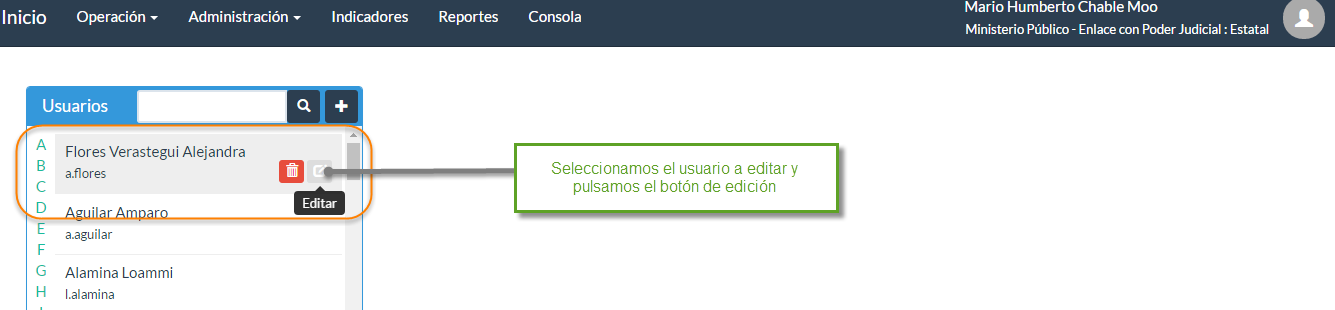 Inicio Operación Administración Indicadores Reportes Consola
Mario Humberto Chable Moo
Ministerio Público - Enlace con Poder Judicial : Estatal
Usuarios
A
B
C
D
E
F
G
H
Flores Verastegui Alejandra
a.flores
Editar
Aguilar Amparo
a.aguilar
Alamina Loammi
l.alamina
Seleccionamos el usuario a editar y
pulsamos el botón de edición